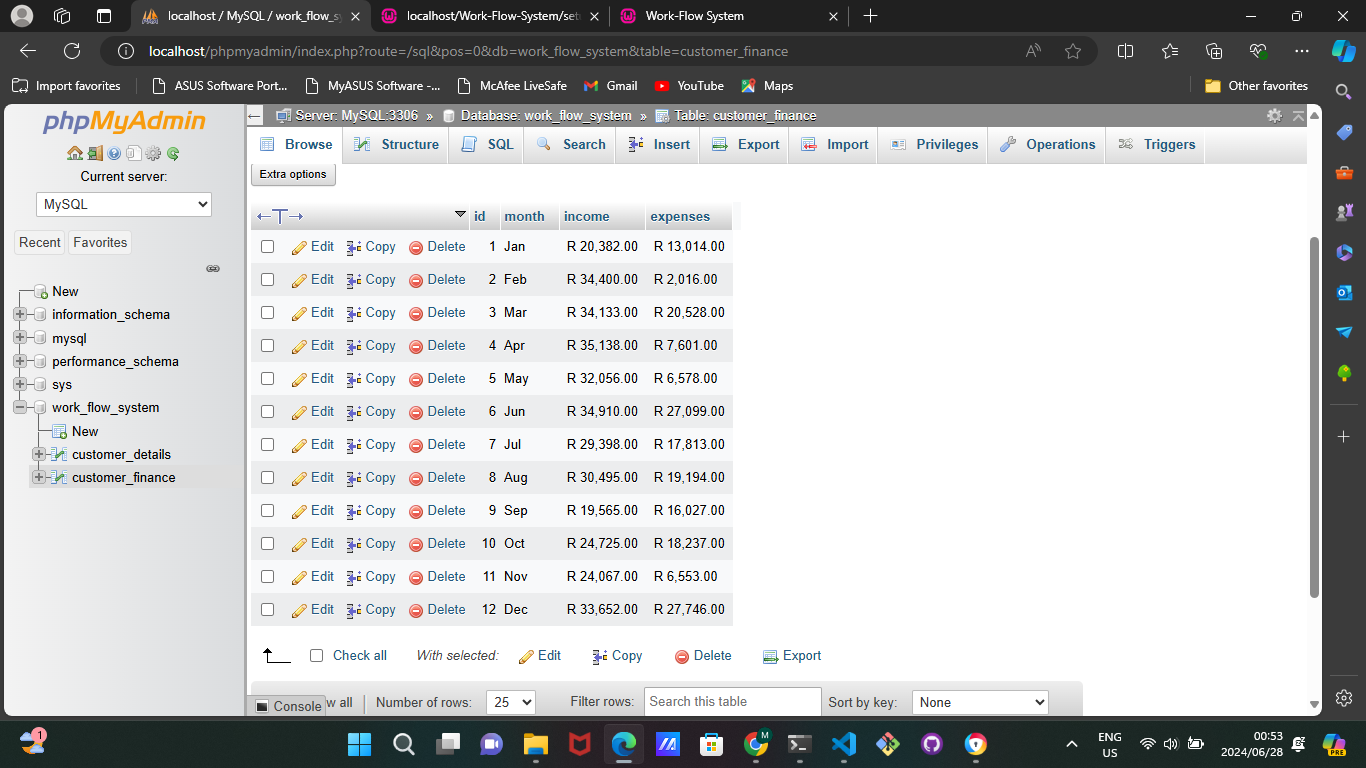 localhost / MySQL / work_flow_sy
localhost/Work-Flow-System/set
Work-Flow System
localhost/phpmyadmin/index.php?route=/sql&pos=0&db=work_flow_system&table=customer_finance
Import favorites
ASUS Software Port...
MyASUS Software -...
McAfee LiveSafe
Gmail
YouTube
Maps
Other favorites
phpMyAdmin
Current server:
MySQL
Recent Favorites
New
information_schema
mysql
performance_schema
sys
work_flow_system
New
customer_details
customer_finance
Server: MySQL:3306 » Database: work_flow_system » Table: customer_finance
Browse Structure SQL Search Insert Export Import Privileges Operations Triggers
Extra options
id month income expenses
Edit Copy Delete 1 Jan R 20,382.00 R 13,014.00
Edit Copy Delete 2 Feb R 34,400.00 R 2,016.00
Edit Copy Delete 3 Mar R 34,133.00 R 20,528.00
Edit Copy Delete 4 Apr R 35,138.00 R 7,601.00
Edit Copy Delete 5 May R 32,056.00 R 6,578.00
Edit Copy Delete 6 Jun R 34,910.00 R 27,099.00
Edit Copy Delete 7 Jul R 29,398.00 R 17,813.00
Edit Copy Delete 8 Aug R 30,495.00 R 19,194.00
Edit Copy Delete 9 Sep R 19,565.00 R 16,027.00
Edit Copy Delete 10 Oct R 24,725.00 R 18,237.00
Edit Copy Delete 11 Nov R 24,067.00 R 6,553.00
Edit Copy Delete 12 Dec R 33,652.00 R 27,746.00
Check all With selected: Edit Copy Delete Export
Console w all Number of rows: 25 Filter rows: Search this table Sort by key: None
1
M
ENG
US
00:53
2024/06/28
PRE